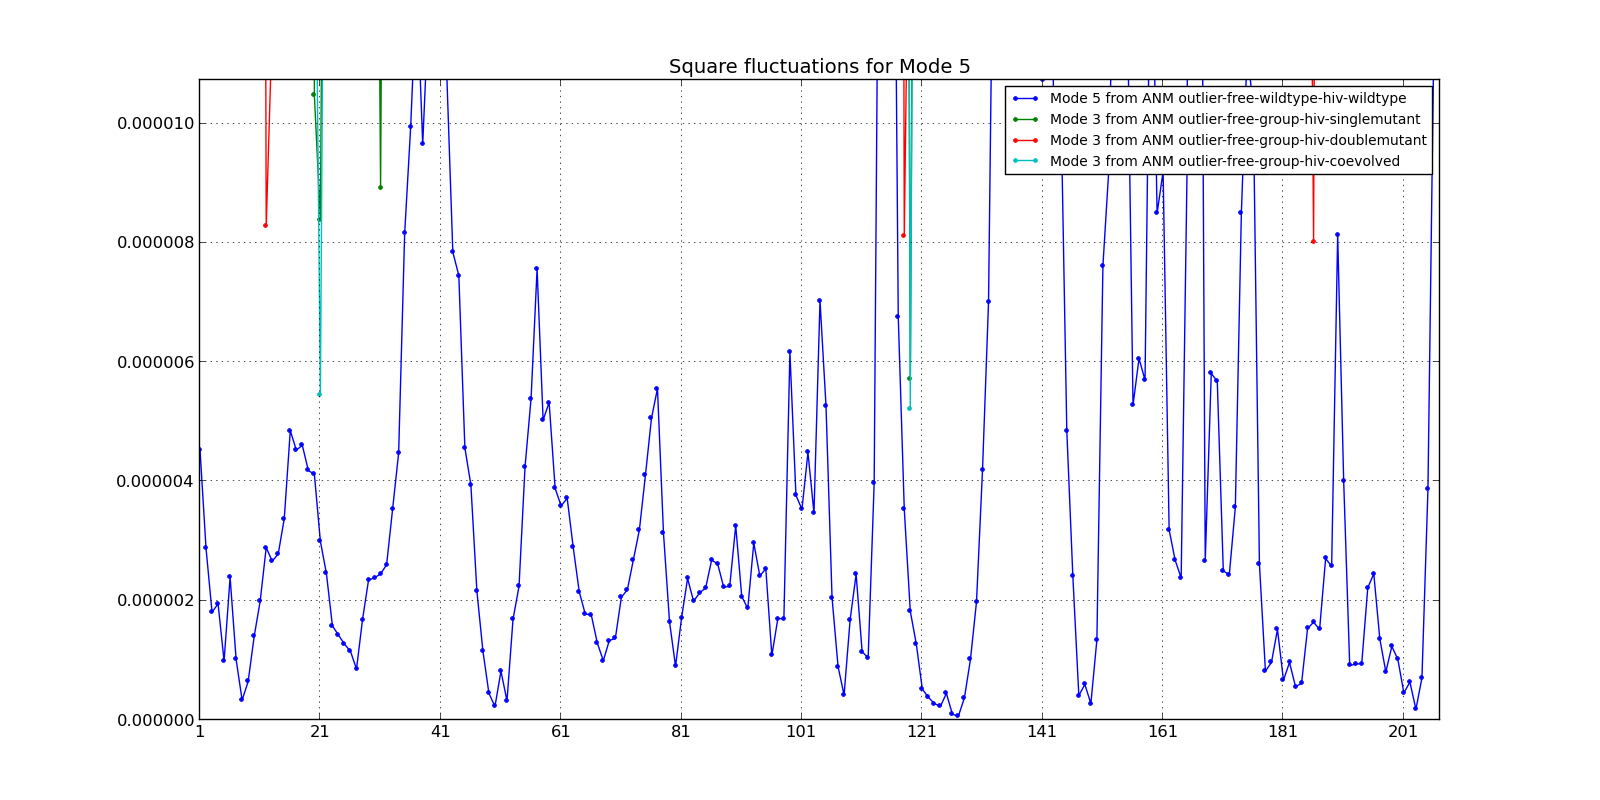 Square fluctuations for Mode 5
Mode 5 from ANM outlier-free-wildtype-hiv-wildtype
Mode 3 from ANM outlier-free-group-hiv-singlemutant
Mode 3 from ANM outlier-free-group-hiv-doublemutant
Mode 3 from ANM outlier-free-group-hiv-coevolved
0.000010
0.000008
0.000006
0.000004
0.000002
0.000000
1 21 41 61 81 101 121 141 161 181 201